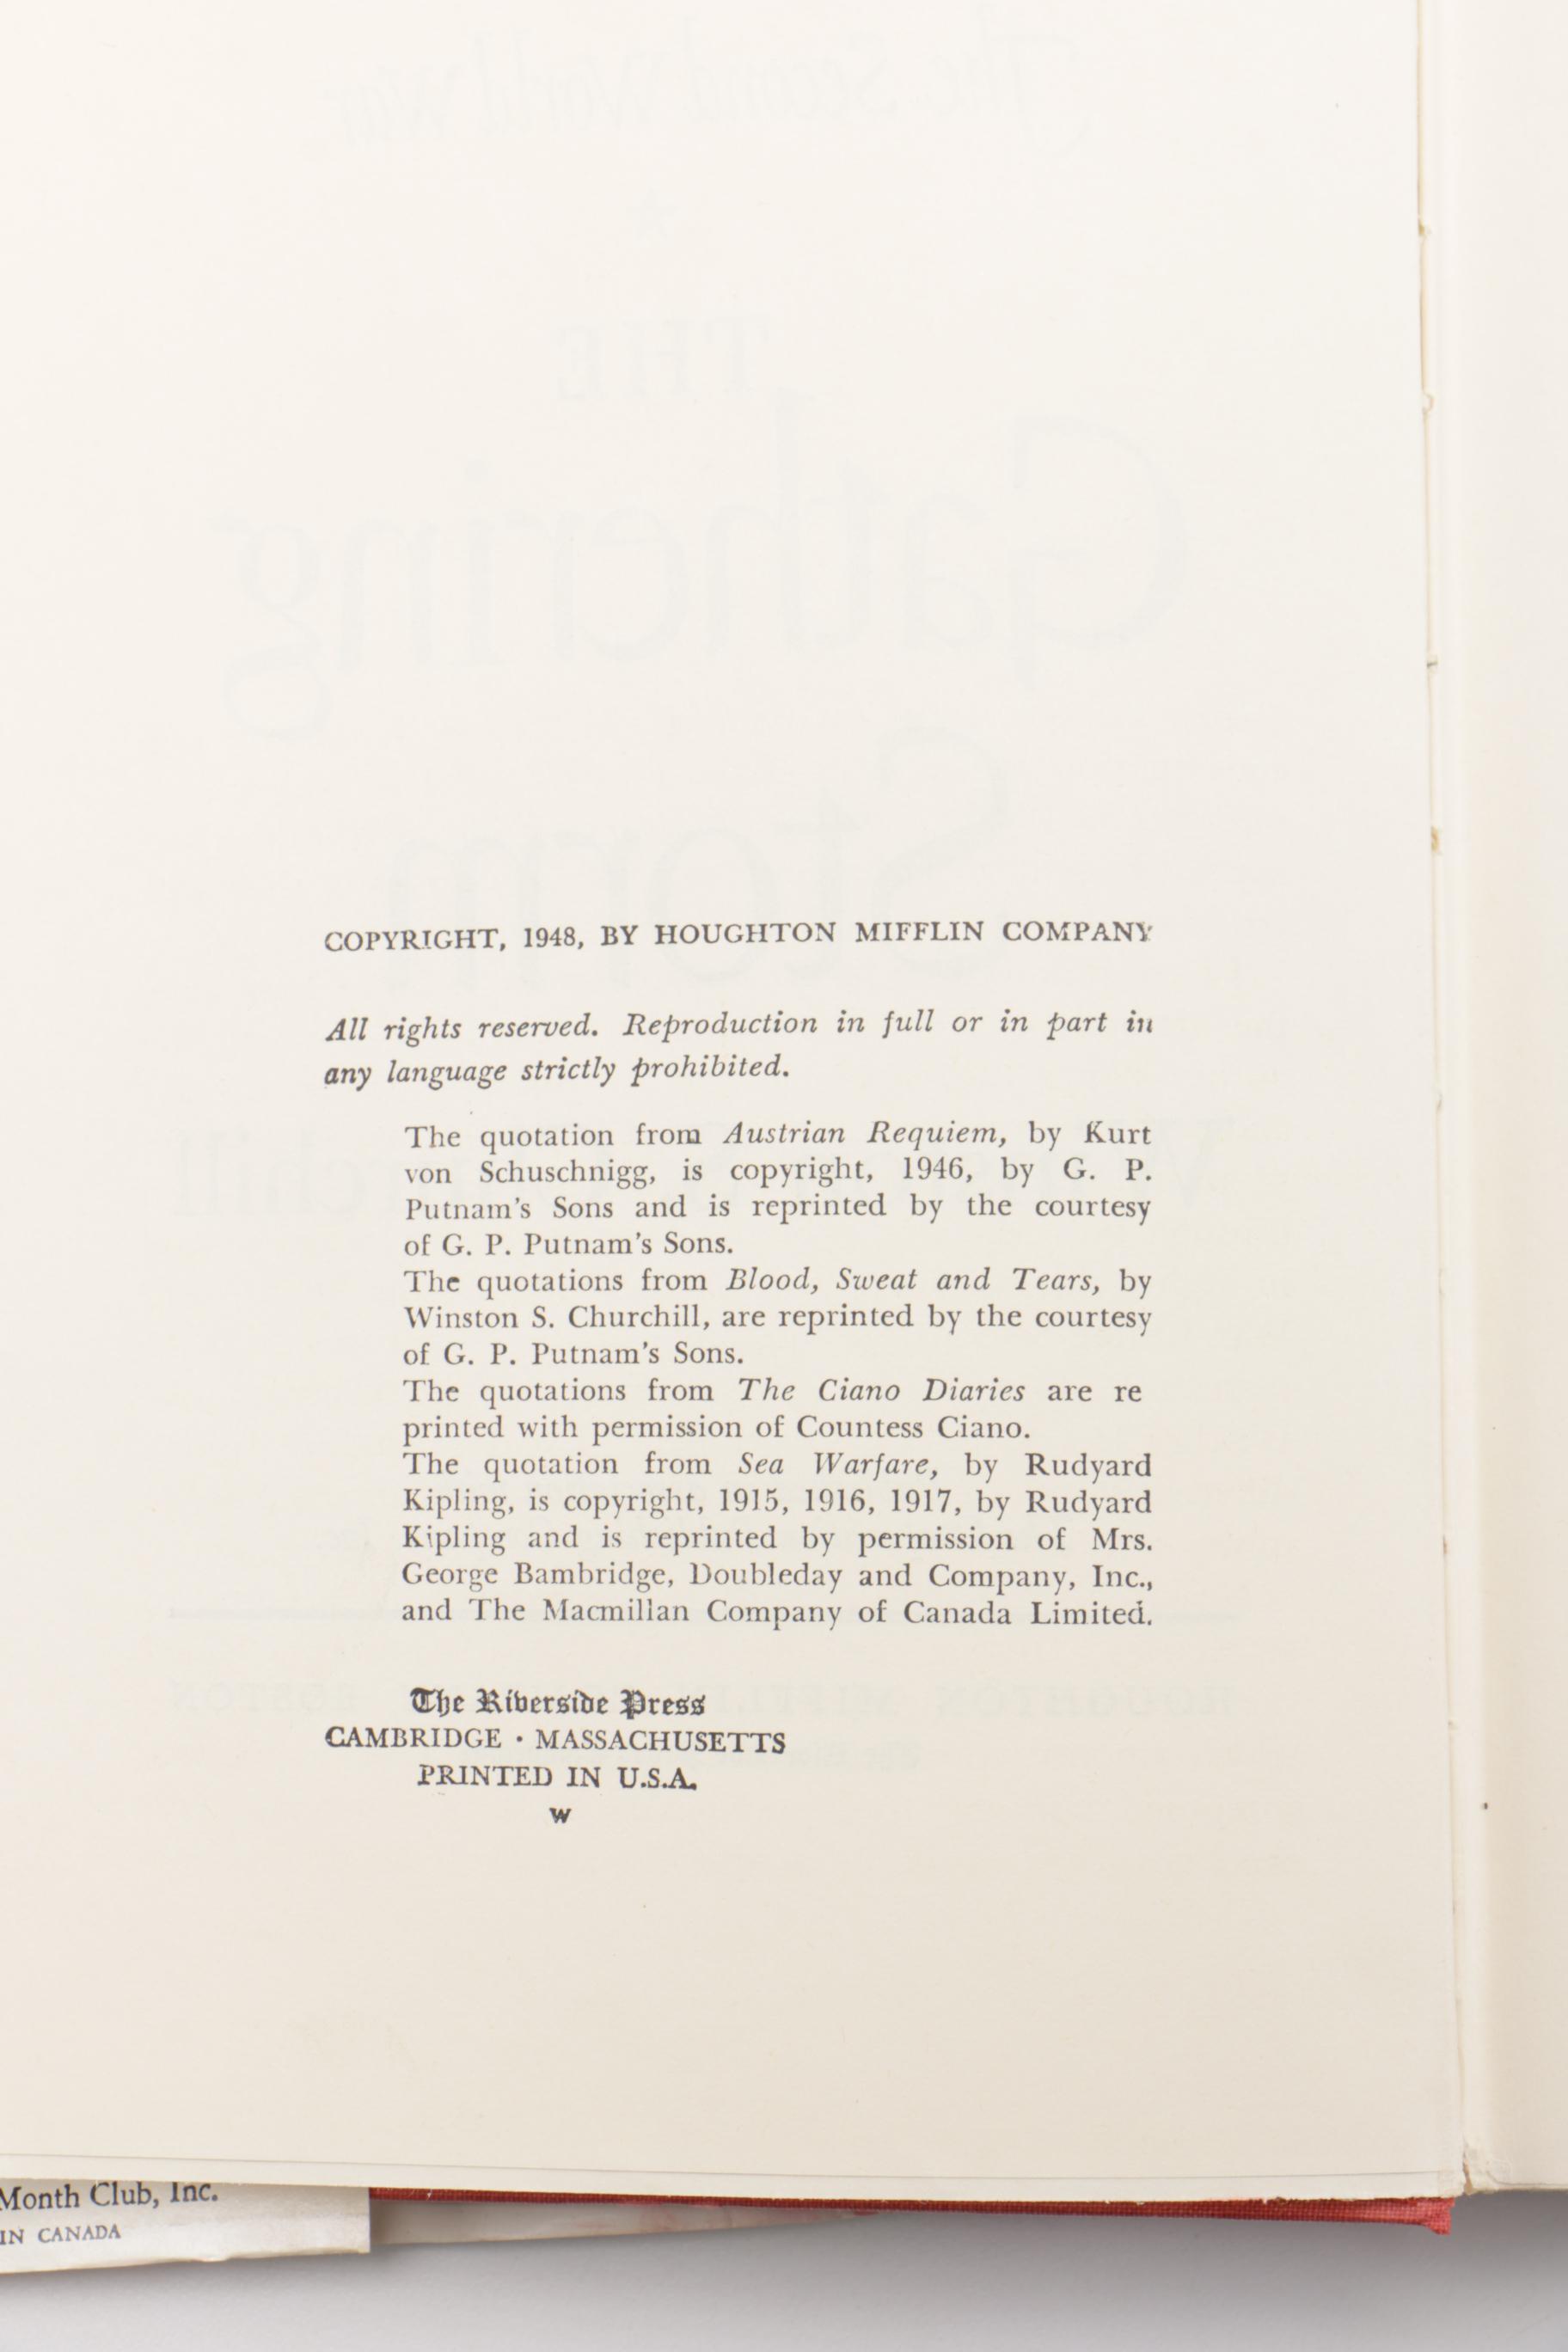 COPYRIGHT, 1948, BY HOUGHTON MIFFLIN COMPANY
All rights reserved. Reproduction in full or in part in
any language strictly prohibited.
The quotation from Austrian Requiem, by Kurt
von Schuschnigg, is copyright, 1946, by G. P.
Putnam's Sons and is reprinted by the courtesy
of G. P. Putnam's Sons.
The quotations from Blood, Sweat and Tears, by
Winston S. Churchill, are reprinted by the courtesy
of G. P. Putnam's Sons.
The quotations from The Ciano Diaries are re
printed with permission of Countess Ciano.
The quotation from Sea Warfare, by Rudyard
Kipling, is copyright, 1915, 1916, 1917, by Rudyard
Kipling and is reprinted by permission of Mrs.
George Bambridge, Doubleday and Company, Inc.,
and The Macmillan Company of Canada Limited.
The Riverside Press
CAMBRIDGE · MASSACHUSETTS
PRINTED IN U.S.A.
W
Month Club, Inc.
IN CANADA